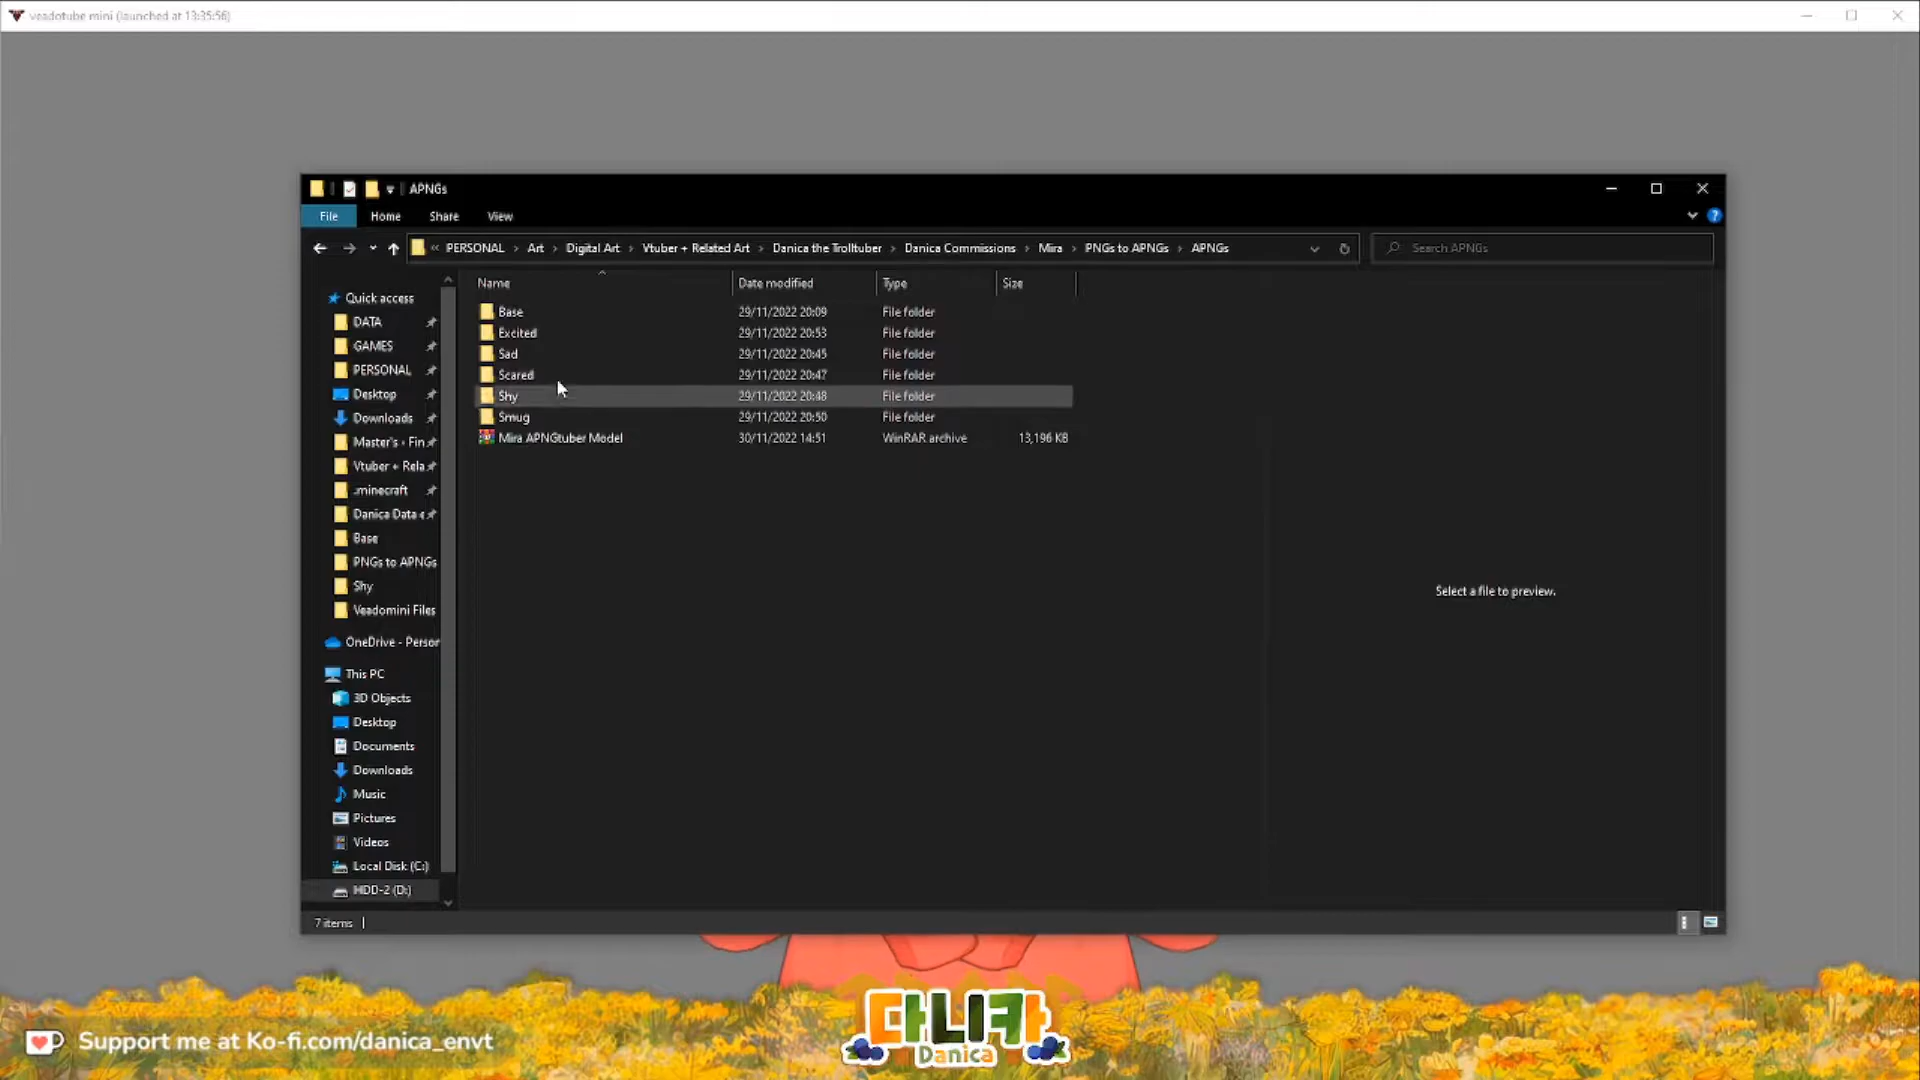 veadotube mini (launched at 13:35:56)
APNGs
File Home Share View
« PERSONAL › Art › Digital Art › Vtuber + Related Art › Danica the Trolltuber › Danica Commissions › Mira › PNGs to APNGs › APNGs
Search APNGs
Name Date modified Type Size
Base 29/11/2022 20:09 File folder
Excited 29/11/2022 20:53 File folder
Sad 29/11/2022 20:45 File folder
Scared 29/11/2022 20:47 File folder
Shy 29/11/2022 20:48 File folder
Smug 29/11/2022 20:50 File folder
Mira APNGtuber Model 30/11/2022 14:51 WinRAR archive 13,196 KB
Quick access
DATA
GAMES
PERSONAL
Desktop
Downloads
Master's - Fin
Vtuber + Rela
.minecraft
Danica Data e
Base
PNGs to APNGs
Shy
Veadomini Files
OneDrive - Person
This PC
3D Objects
Desktop
Documents
Downloads
Music
Pictures
Videos
Local Disk (C:)
HDD-2 (D:)
Select a file to preview.
7 items
Support me at Ko-fi.com/danica_envt
다니카
Danica